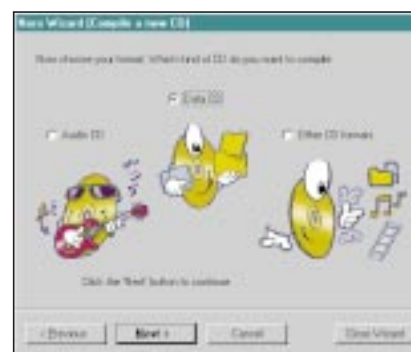 Nero Wizard (Compile a new CD)
Now choose your format. Which kind of CD do you want to compile
Data CD
Audio CD
Other CD formats
Click the 'Next' button to continue
< Previous
Next >
Cancel
Close Wizard